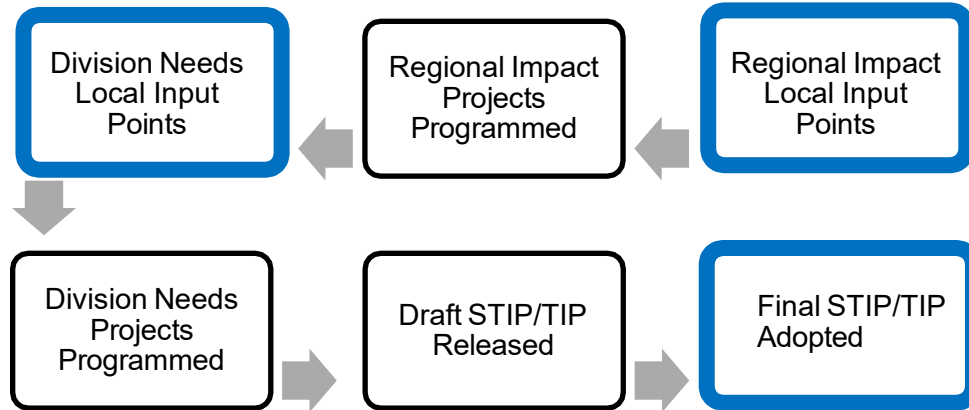 Division Needs
Local Input
Points
Regional Impact
Projects
Programmed
Regional Impact
Local Input
Points
Division Needs
Projects
Programmed
Draft STIP/TIP
Released
Final STIP/TIP
Adopted